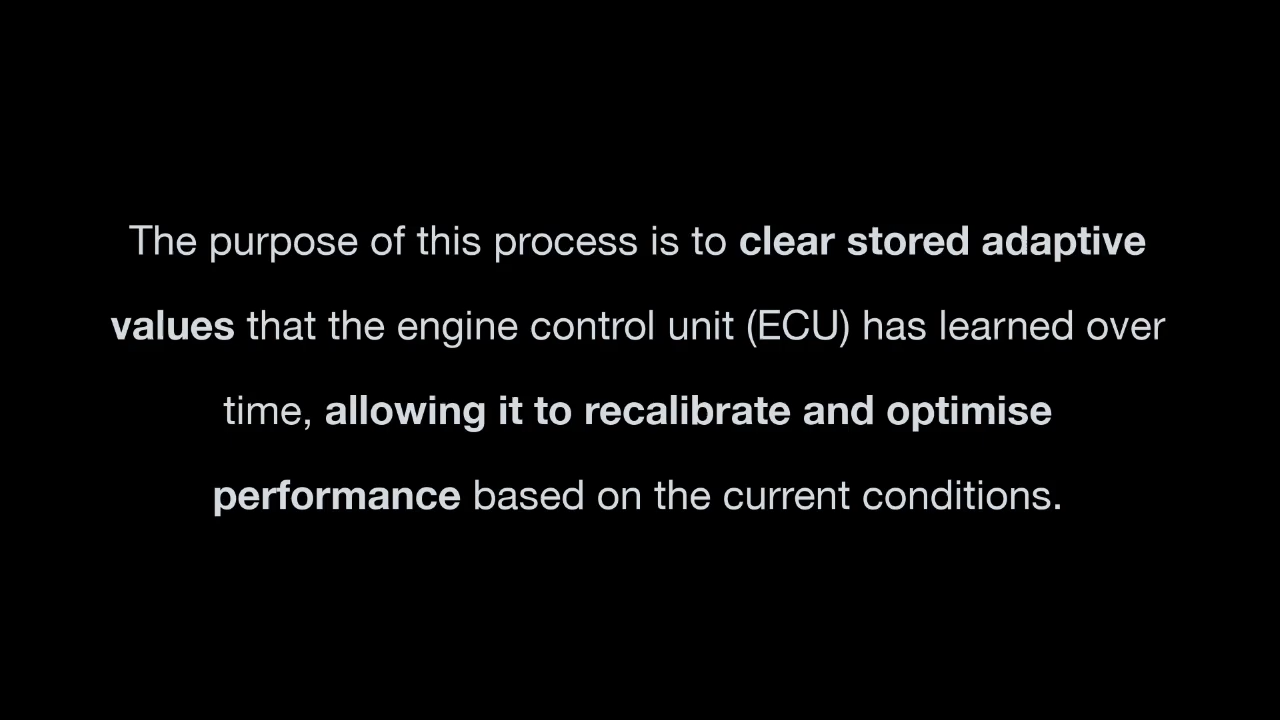 The purpose of this process is to clear stored adaptive
values that the engine control unit (ECU) has learned over
time, allowing it to recalibrate and optimise
performance based on the current conditions.